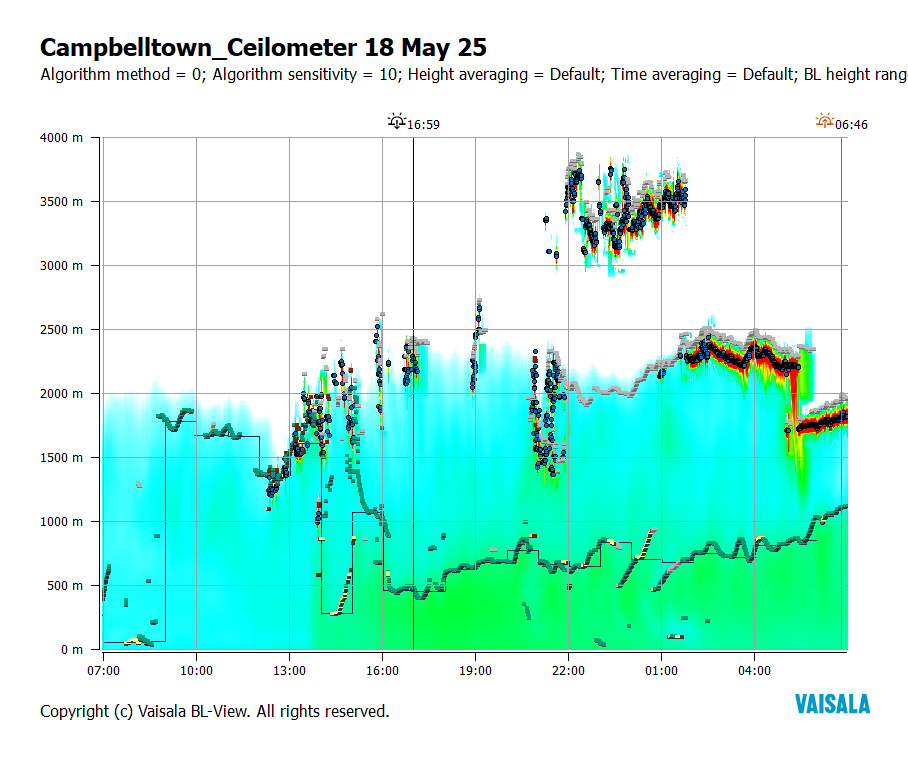 Campbelltown_Ceilometer 18 May 25
Algorithm method = 0; Algorithm sensitivity = 10; Height averaging = Default; Time averaging = Default; BL height rang
16:59
06:46
4000 m
3500 m
3000 m
2500 m
2000 m
1500 m
1000 m
500 m
0 m
07:00 10:00 13:00 16:00 19:00 22:00 01:00 04:00
Copyright (c) Vaisala BL-View. All rights reserved.
VAISALA